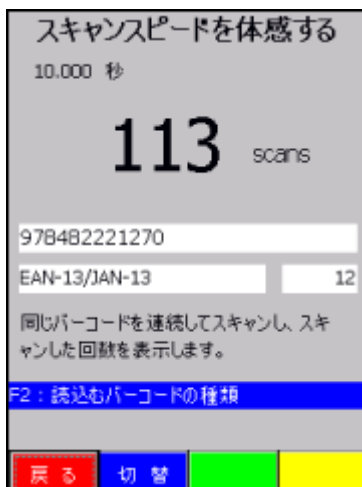 スキャンスピードを体感する
10.000 秒
113 scans
978482221270
EAN-13/JAN-13 12
同じバーコードを連続してスキャンし、スキ
ャンした回数を表示します。
F2：読込むバーコードの種類
戻る 切替